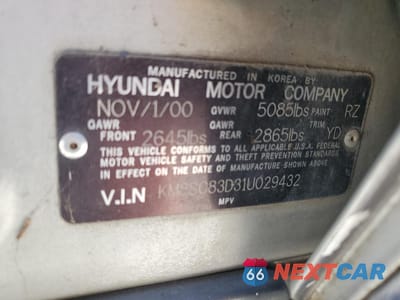 MANUFACTURED IN KOREA BY:
HYUNDAI MOTOR COMPANY
NOV/1/00 GVWR 5085lbs PAINT RZ
GAWR FRONT 2645lbs GAWR REAR 2865lbs TRIM YD
THIS VEHICLE CONFORMS TO ALL APPLICABLE U.S.A. FEDERAL
MOTOR VEHICLE SAFETY AND THEFT PREVENTION STANDARDS
IN EFFECT ON THE DATE OF MANUFACTURE SHOWN ABOVE.
V.I.N
MPV
66 NEXTCAR